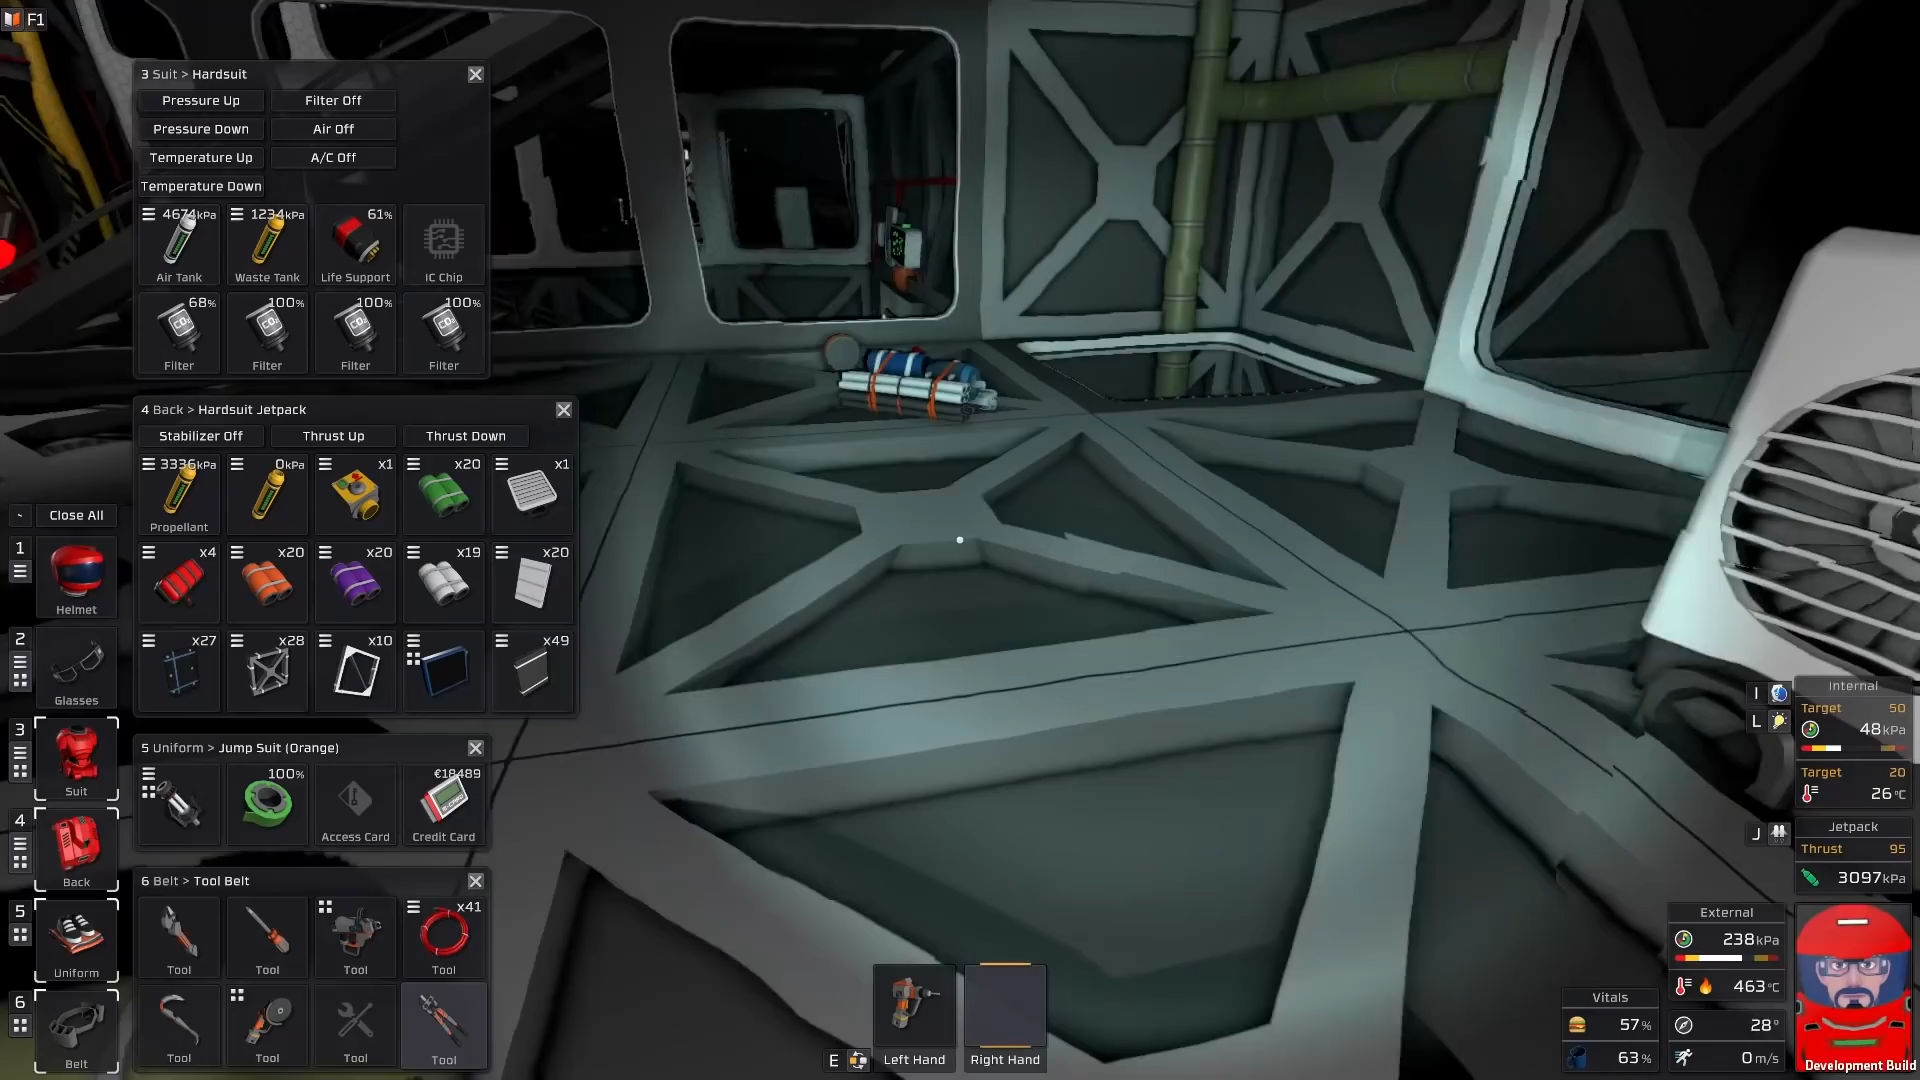 F1
3 Suit > Hardsuit
Pressure Up
Filter Off
Pressure Down
Air Off
Temperature Up
A/C Off
Temperature Down
4674kPa
1234kPa
61%
Air Tank
Waste Tank
Life Support
IC Chip
68%
100%
100%
100%
Filter
Filter
Filter
Filter
4 Back > Hardsuit Jetpack
Stabilizer Off
Thrust Up
Thrust Down
3336kPa
0kPa
x1
x20
x1
Propellant
x4
x20
x20
x19
x20
x27
x28
x10
x49
5 Uniform > Jump Suit (Orange)
100%
€18489
Access Card
Credit Card
6 Belt > Tool Belt
x41
Tool
Tool
Tool
Tool
Tool
Tool
Tool
Tool
Close All
1
Helmet
2
Glasses
3
Suit
4
Back
5
Uniform
6
Belt
E
Left Hand
Right Hand
I
L
Internal
Target 50
48kPa
Target 20
26°C
J
Jetpack
Thrust 95
3097kPa
External
238kPa
463°C
28°
0m/s
Vitals
57%
63%
Development Build